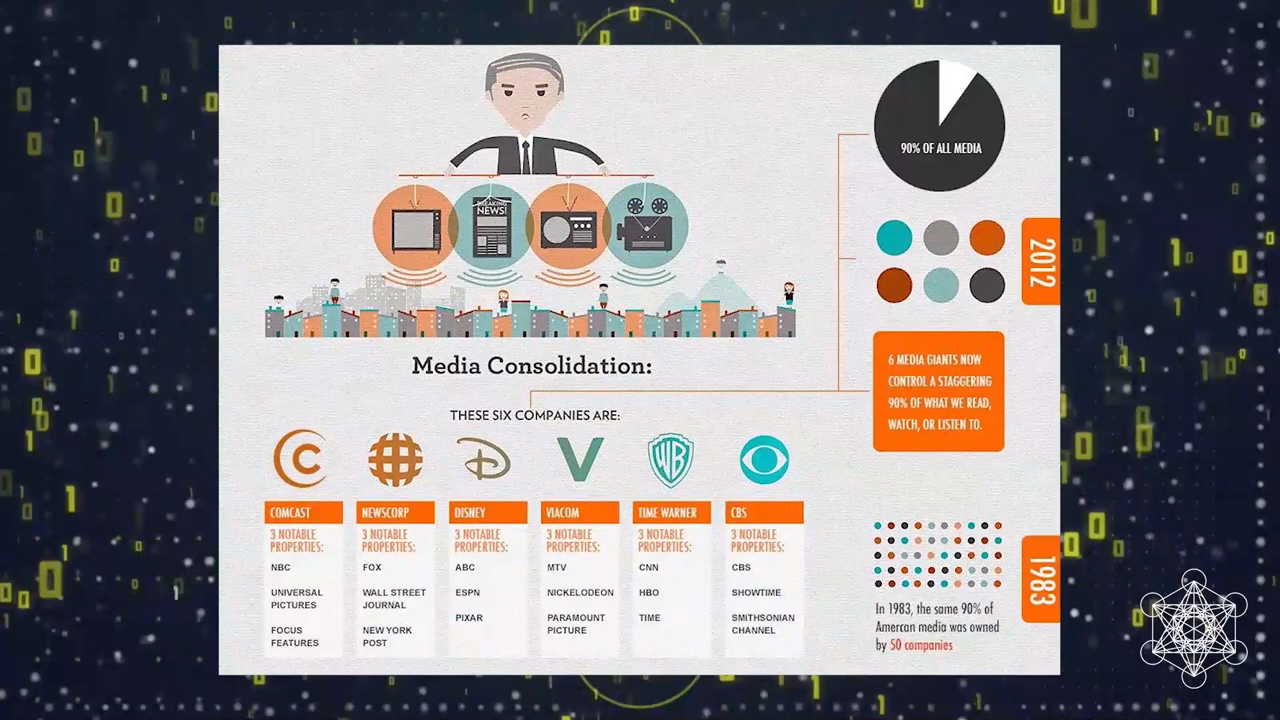 BREAKING
NEWS!
90% OF ALL MEDIA
2012
Media Consolidation:
6 MEDIA GIANTS NOW
CONTROL A STAGGERING
90% OF WHAT WE READ,
WATCH, OR LISTEN TO.
THESE SIX COMPANIES ARE:
C
D
V
WB
COMCAST
3 NOTABLE
PROPERTIES:
NBC
UNIVERSAL
PICTURES
FOCUS
FEATURES
NEWSCORP
3 NOTABLE
PROPERTIES:
FOX
WALL STREET
JOURNAL
NEW YORK
POST
DISNEY
3 NOTABLE
PROPERTIES:
ABC
ESPN
PIXAR
VIACOM
3 NOTABLE
PROPERTIES:
MTV
NICKELODEON
PARAMOUNT
PICTURE
TIME WARNER
3 NOTABLE
PROPERTIES:
CNN
HBO
TIME
CBS
3 NOTABLE
PROPERTIES:
CBS
SHOWTIME
SMITHSONIAN
CHANNEL
1983
In 1983, the same 90% of
Amercan media was owned
by 50 companies